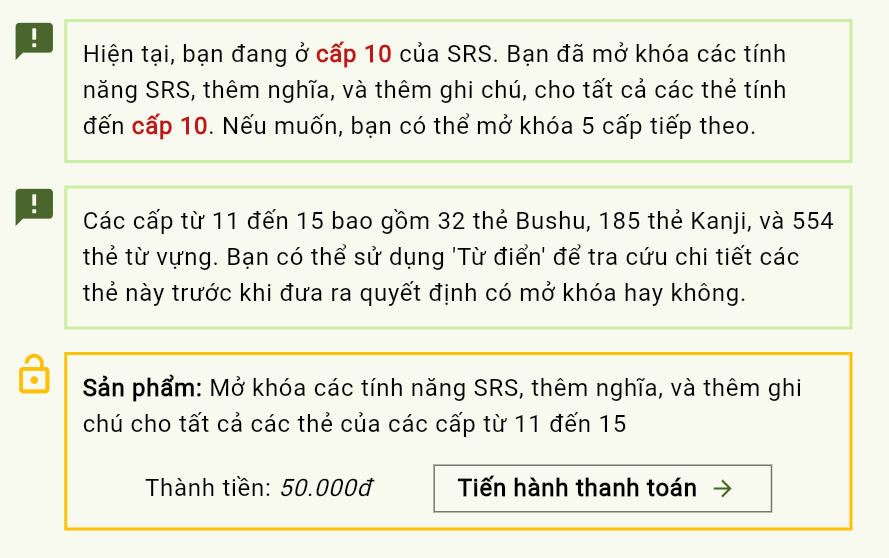 Hiện tại, bạn đang ở cấp 10 của SRS. Bạn đã mở khóa các tính
năng SRS, thêm nghĩa, và thêm ghi chú, cho tất cả các thẻ tính
đến cấp 10. Nếu muốn, bạn có thể mở khóa 5 cấp tiếp theo.
Các cấp từ 11 đến 15 bao gồm 32 thẻ Bushu, 185 thẻ Kanji, và 554
thẻ từ vựng. Bạn có thể sử dụng 'Từ điển' để tra cứu chi tiết các
thẻ này trước khi đưa ra quyết định có mở khóa hay không.
Sản phẩm: Mở khóa các tính năng SRS, thêm nghĩa, và thêm ghi
chú cho tất cả các thẻ của các cấp từ 11 đến 15
Thành tiền: 50.000đ Tiến hành thanh toán →